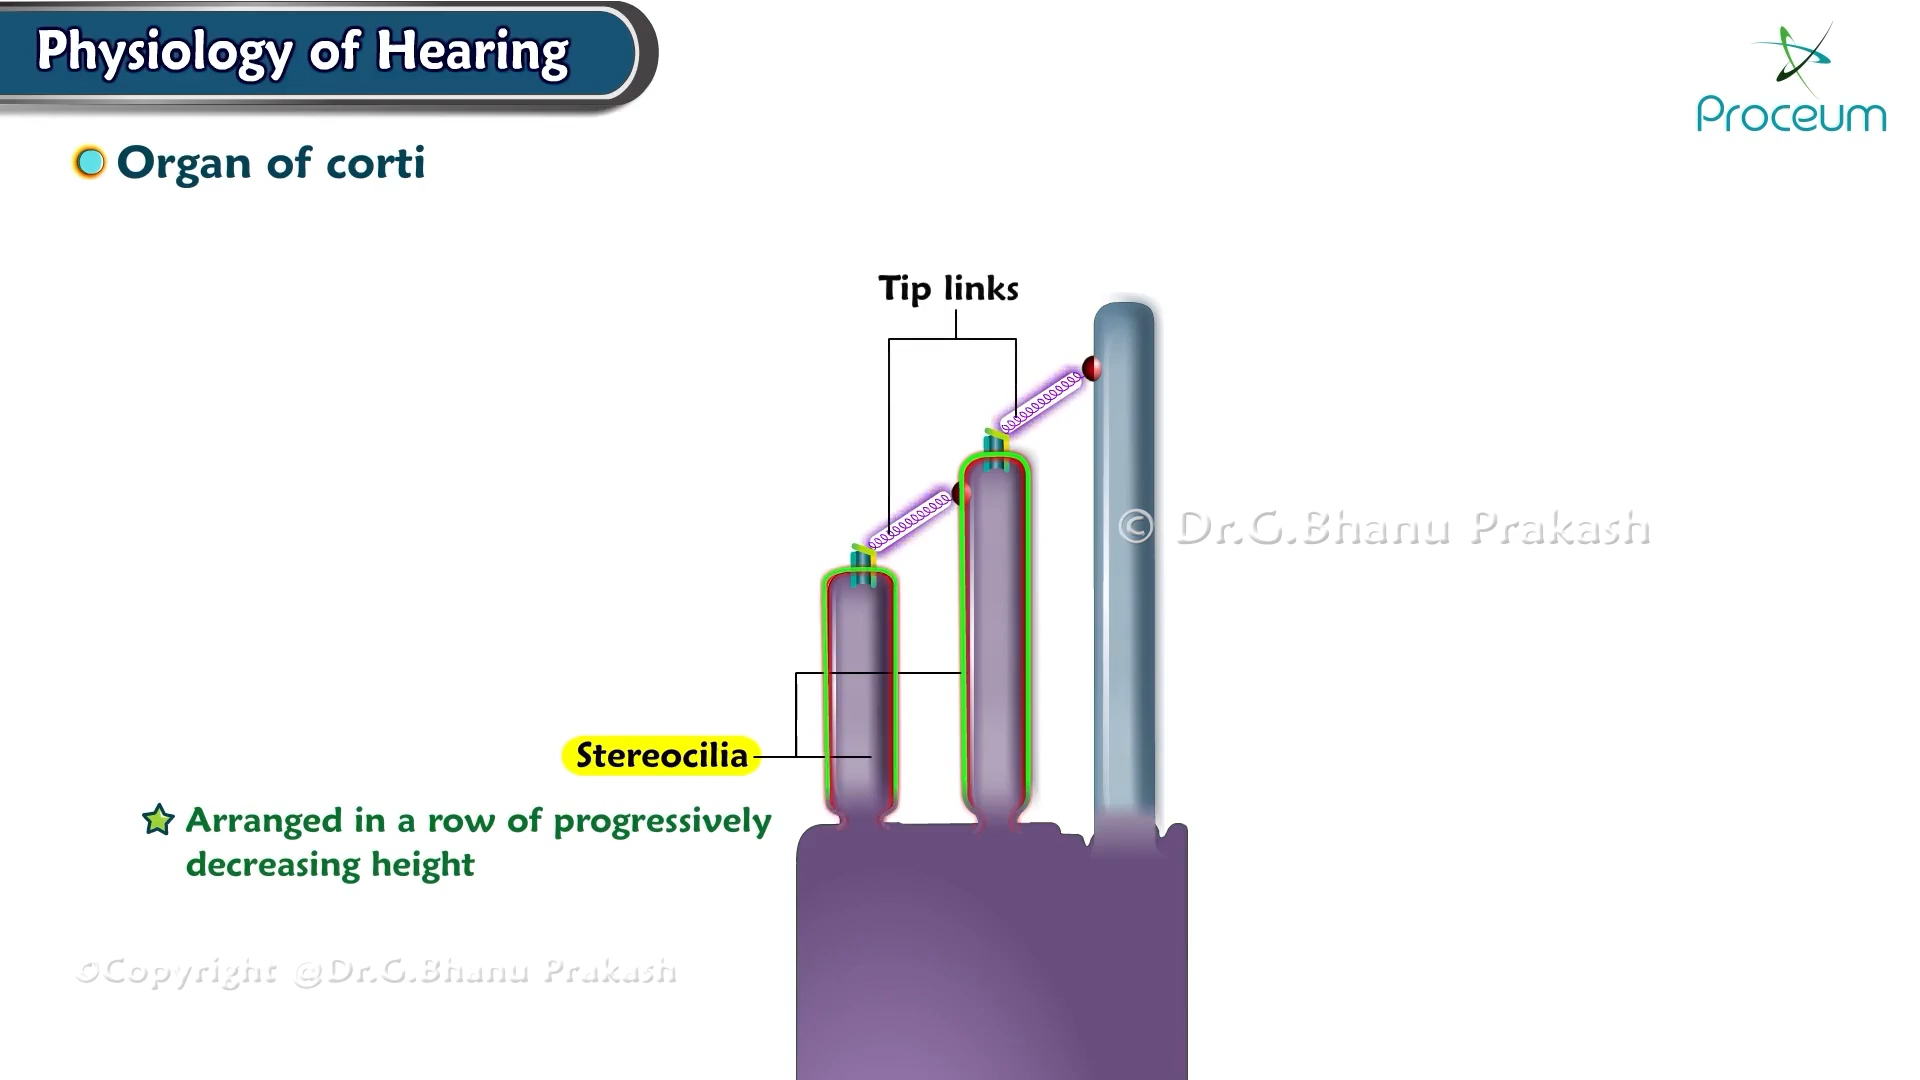 Physiology of Hearing
Proceum
Organ of corti
Tip links
© Dr.G.Bhanu Prakash
Stereocilia
Arranged in a row of progressively
decreasing height
©Copyright @Dr.G.Bhanu Prakash